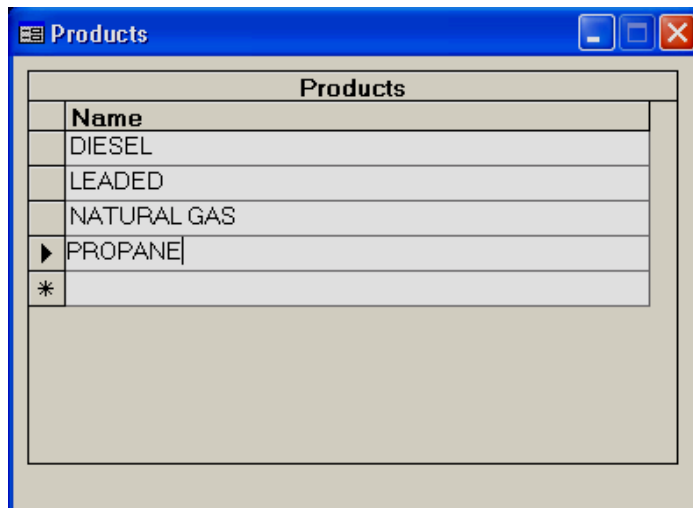 Products
Products
Name
DIESEL
LEADED
NATURAL GAS
PROPANE